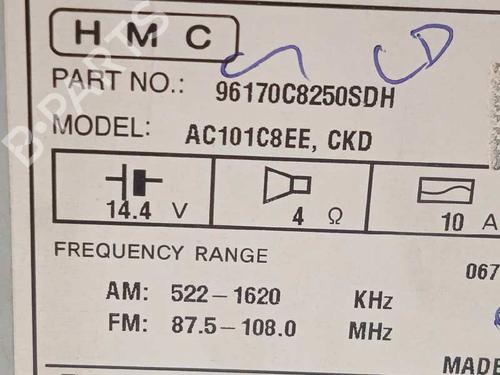 HMC
PART NO.: 96170C8250SDH
MODEL: AC101C8EE, CKD
14.4 V 4 Ω 10 A
FREQUENCY RANGE
067
AM: 522-1620 KHz
FM: 87.5-108.0 MHz
MADE
B-PARTS